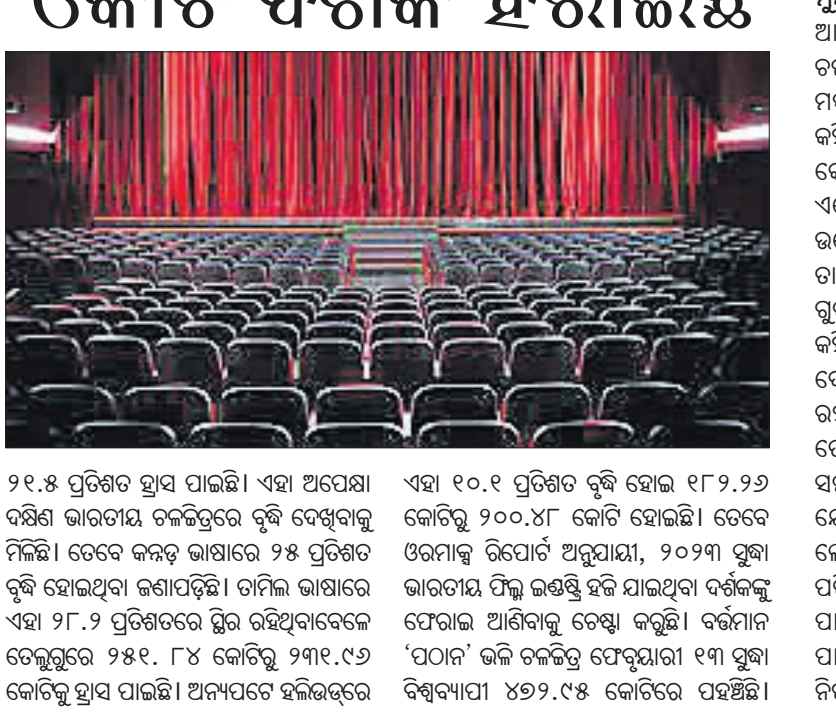 ୨୧.୫ ପ୍ରତିଶତ ହ୍ରାସ ପାଇଛି। ଏହା ଅପେକ୍ଷା
ଦକ୍ଷିଣ ଭାରତୀୟ ଚଳଚ୍ଚିତ୍ରରେ ବୃଦ୍ଧି ଦେଖିବାକୁ
ମିଳିଛି। ତେବେ କନ୍ନଡ଼ ଭାଷାରେ ୨୫ ପ୍ରତିଶତ
ବୃଦ୍ଧି ହୋଇଥିବା ଜଣାପଡ଼ିଛି। ତାମିଲ ଭାଷାରେ
ଏହା ୨୮.୨ ପ୍ରତିଶତରେ ସ୍ଥିର ରହିଥିବାବେଳେ
ତେଲୁଗୁରେ ୨୫୧. ୮୪ କୋଟିରୁ ୨୩୧.୯୬
କୋଟିକୁ ହ୍ରାସ ପାଇଛି। ଅନ୍ୟପଟେ ହଲିଉଡ୍‌ରେ
ଏହା ୧୦.୧ ପ୍ରତିଶତ ବୃଦ୍ଧି ହୋଇ ୧୮୨.୨୬
କୋଟିରୁ ୨୦୦.୪୮ କୋଟି ହୋଇଛି। ତେବେ
ଓରମାକ୍ସ ରିପୋର୍ଟ ଅନୁଯାୟୀ, ୨୦୨୩ ସୁଦ୍ଧା
ଭାରତୀୟ ଫିଲ୍ମ ଇଣ୍ଡଷ୍ଟ୍ରି ହଜି ଯାଇଥିବା ଦର୍ଶକଙ୍କୁ
ଫେରାଇ ଆଣିବାକୁ ଚେଷ୍ଟା କରୁଛି। ବର୍ତ୍ତମାନ
‘ପଠାନ’ ଭଳି ଚଳଚ୍ଚିତ୍ର ଫେବୃୟାରୀ ୧୩ ସୁଦ୍ଧା
ବିଶ୍ୱବ୍ୟାପୀ ୪୭୨.୯୫ କୋଟିରେ ପହଞ୍ଚିଛି।